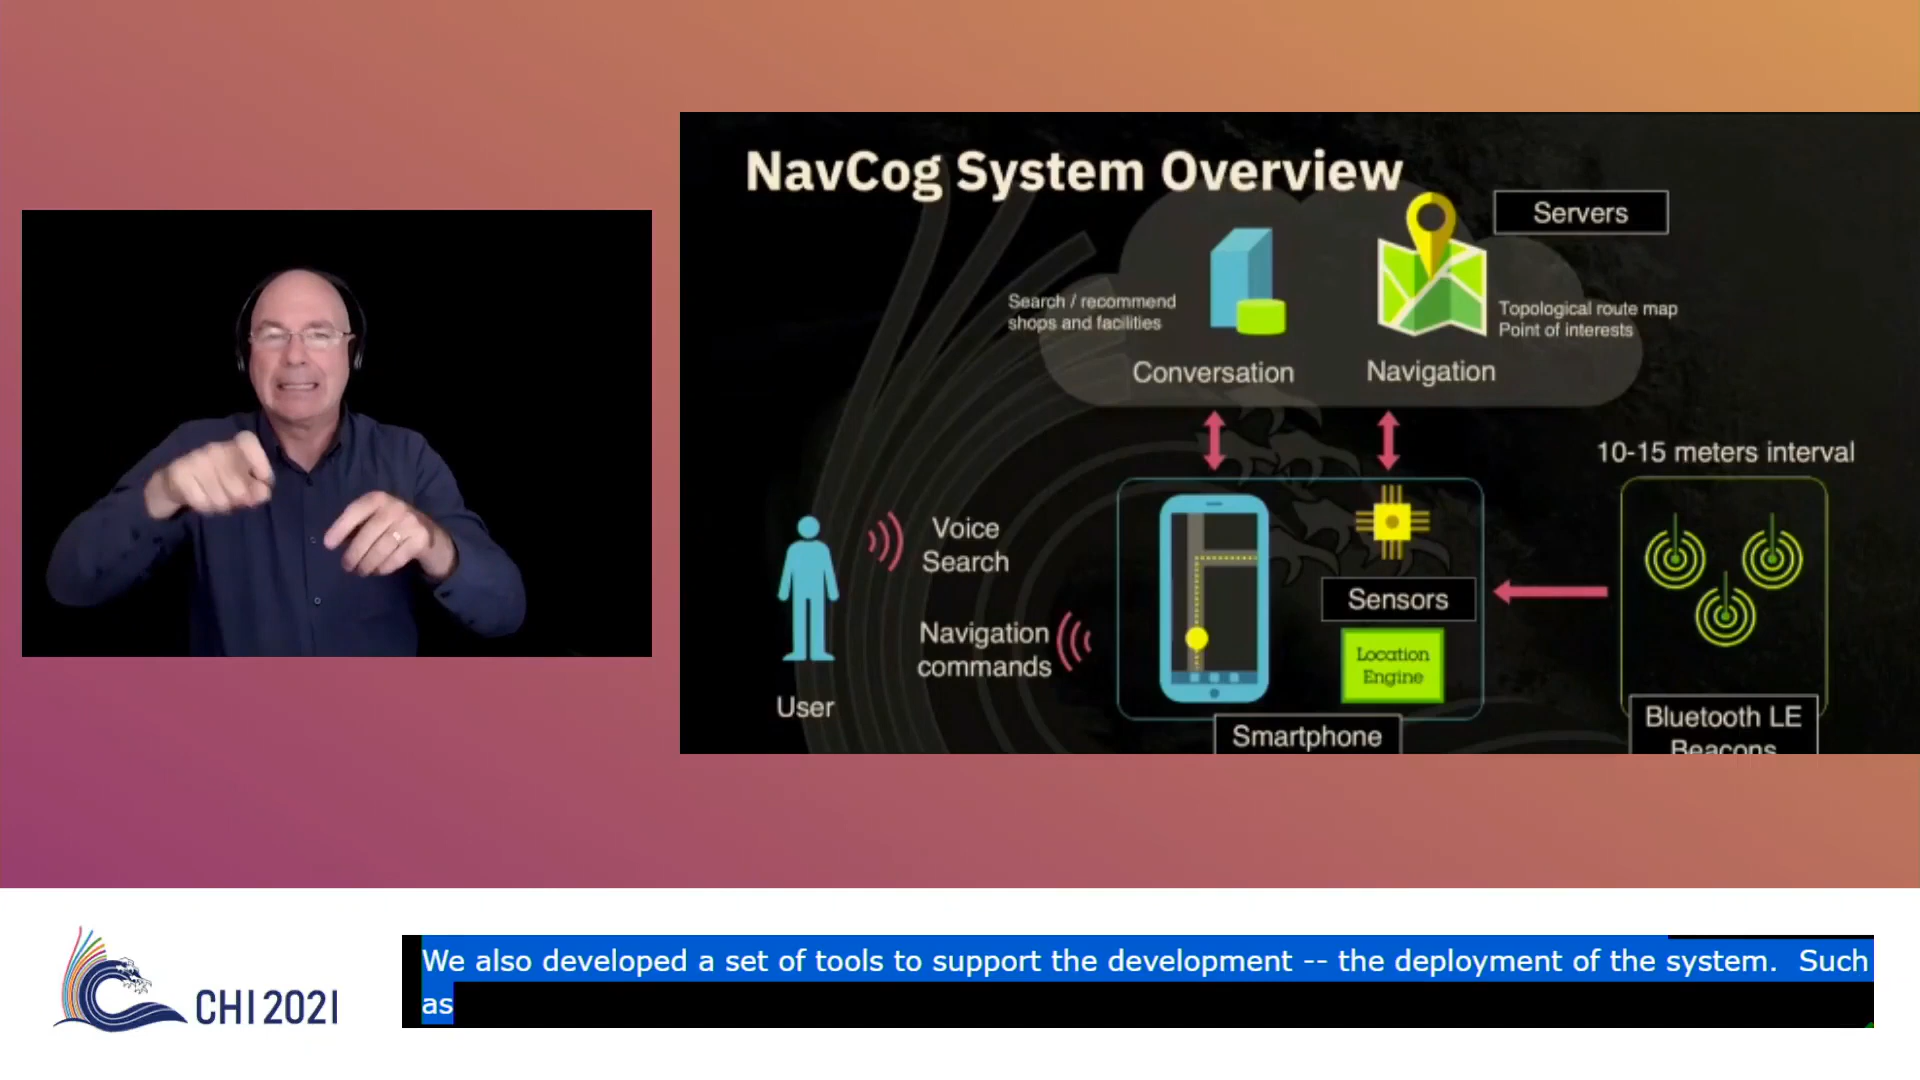 NavCog System Overview
Servers
Search / recommend
shops and facilities
Topological route map
Point of interests
Conversation
Navigation
10-15 meters interval
Voice
Search
Sensors
Navigation
commands
Location
Engine
User
Smartphone
Bluetooth LE
Beacons
We also developed a set of tools to support the development -- the deployment of the system.  Such
as
CHI 2021